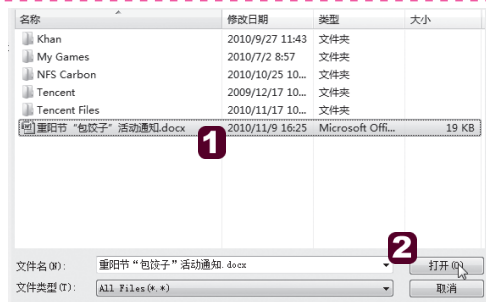 名称 修改日期 类型 大小
Khan 2010/9/27 11:43 文件夹
My Games 2010/7/2 8:57 文件夹
NFS Carbon 2010/10/25 10... 文件夹
Tencent 2009/12/17 10... 文件夹
Tencent Files 2010/11/17 10... 文件夹
重阳节“包饺子”活动通知.docx 2010/11/9 16:25 Microsoft Offi... 19 KB
1
2
文件名(N): 重阳节“包饺子”活动通知.docx 打开(O)
文件类型(T): All Files(*.*) 取消